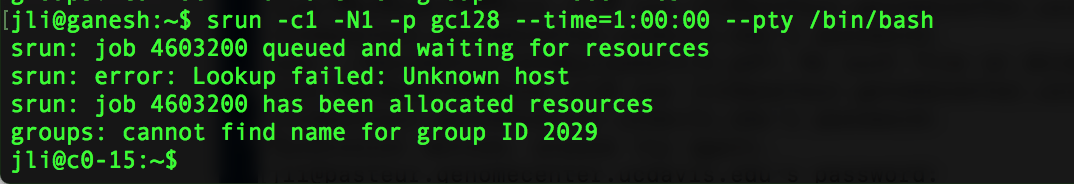 [jli@ganesh:~$ srun -c1 -N1 -p gc128 --time=1:00:00 --pty /bin/bash
srun: job 4603200 queued and waiting for resources
srun: error: Lookup failed: Unknown host
srun: job 4603200 has been allocated resources
groups: cannot find name for group ID 2029
jli@c0-15:~$